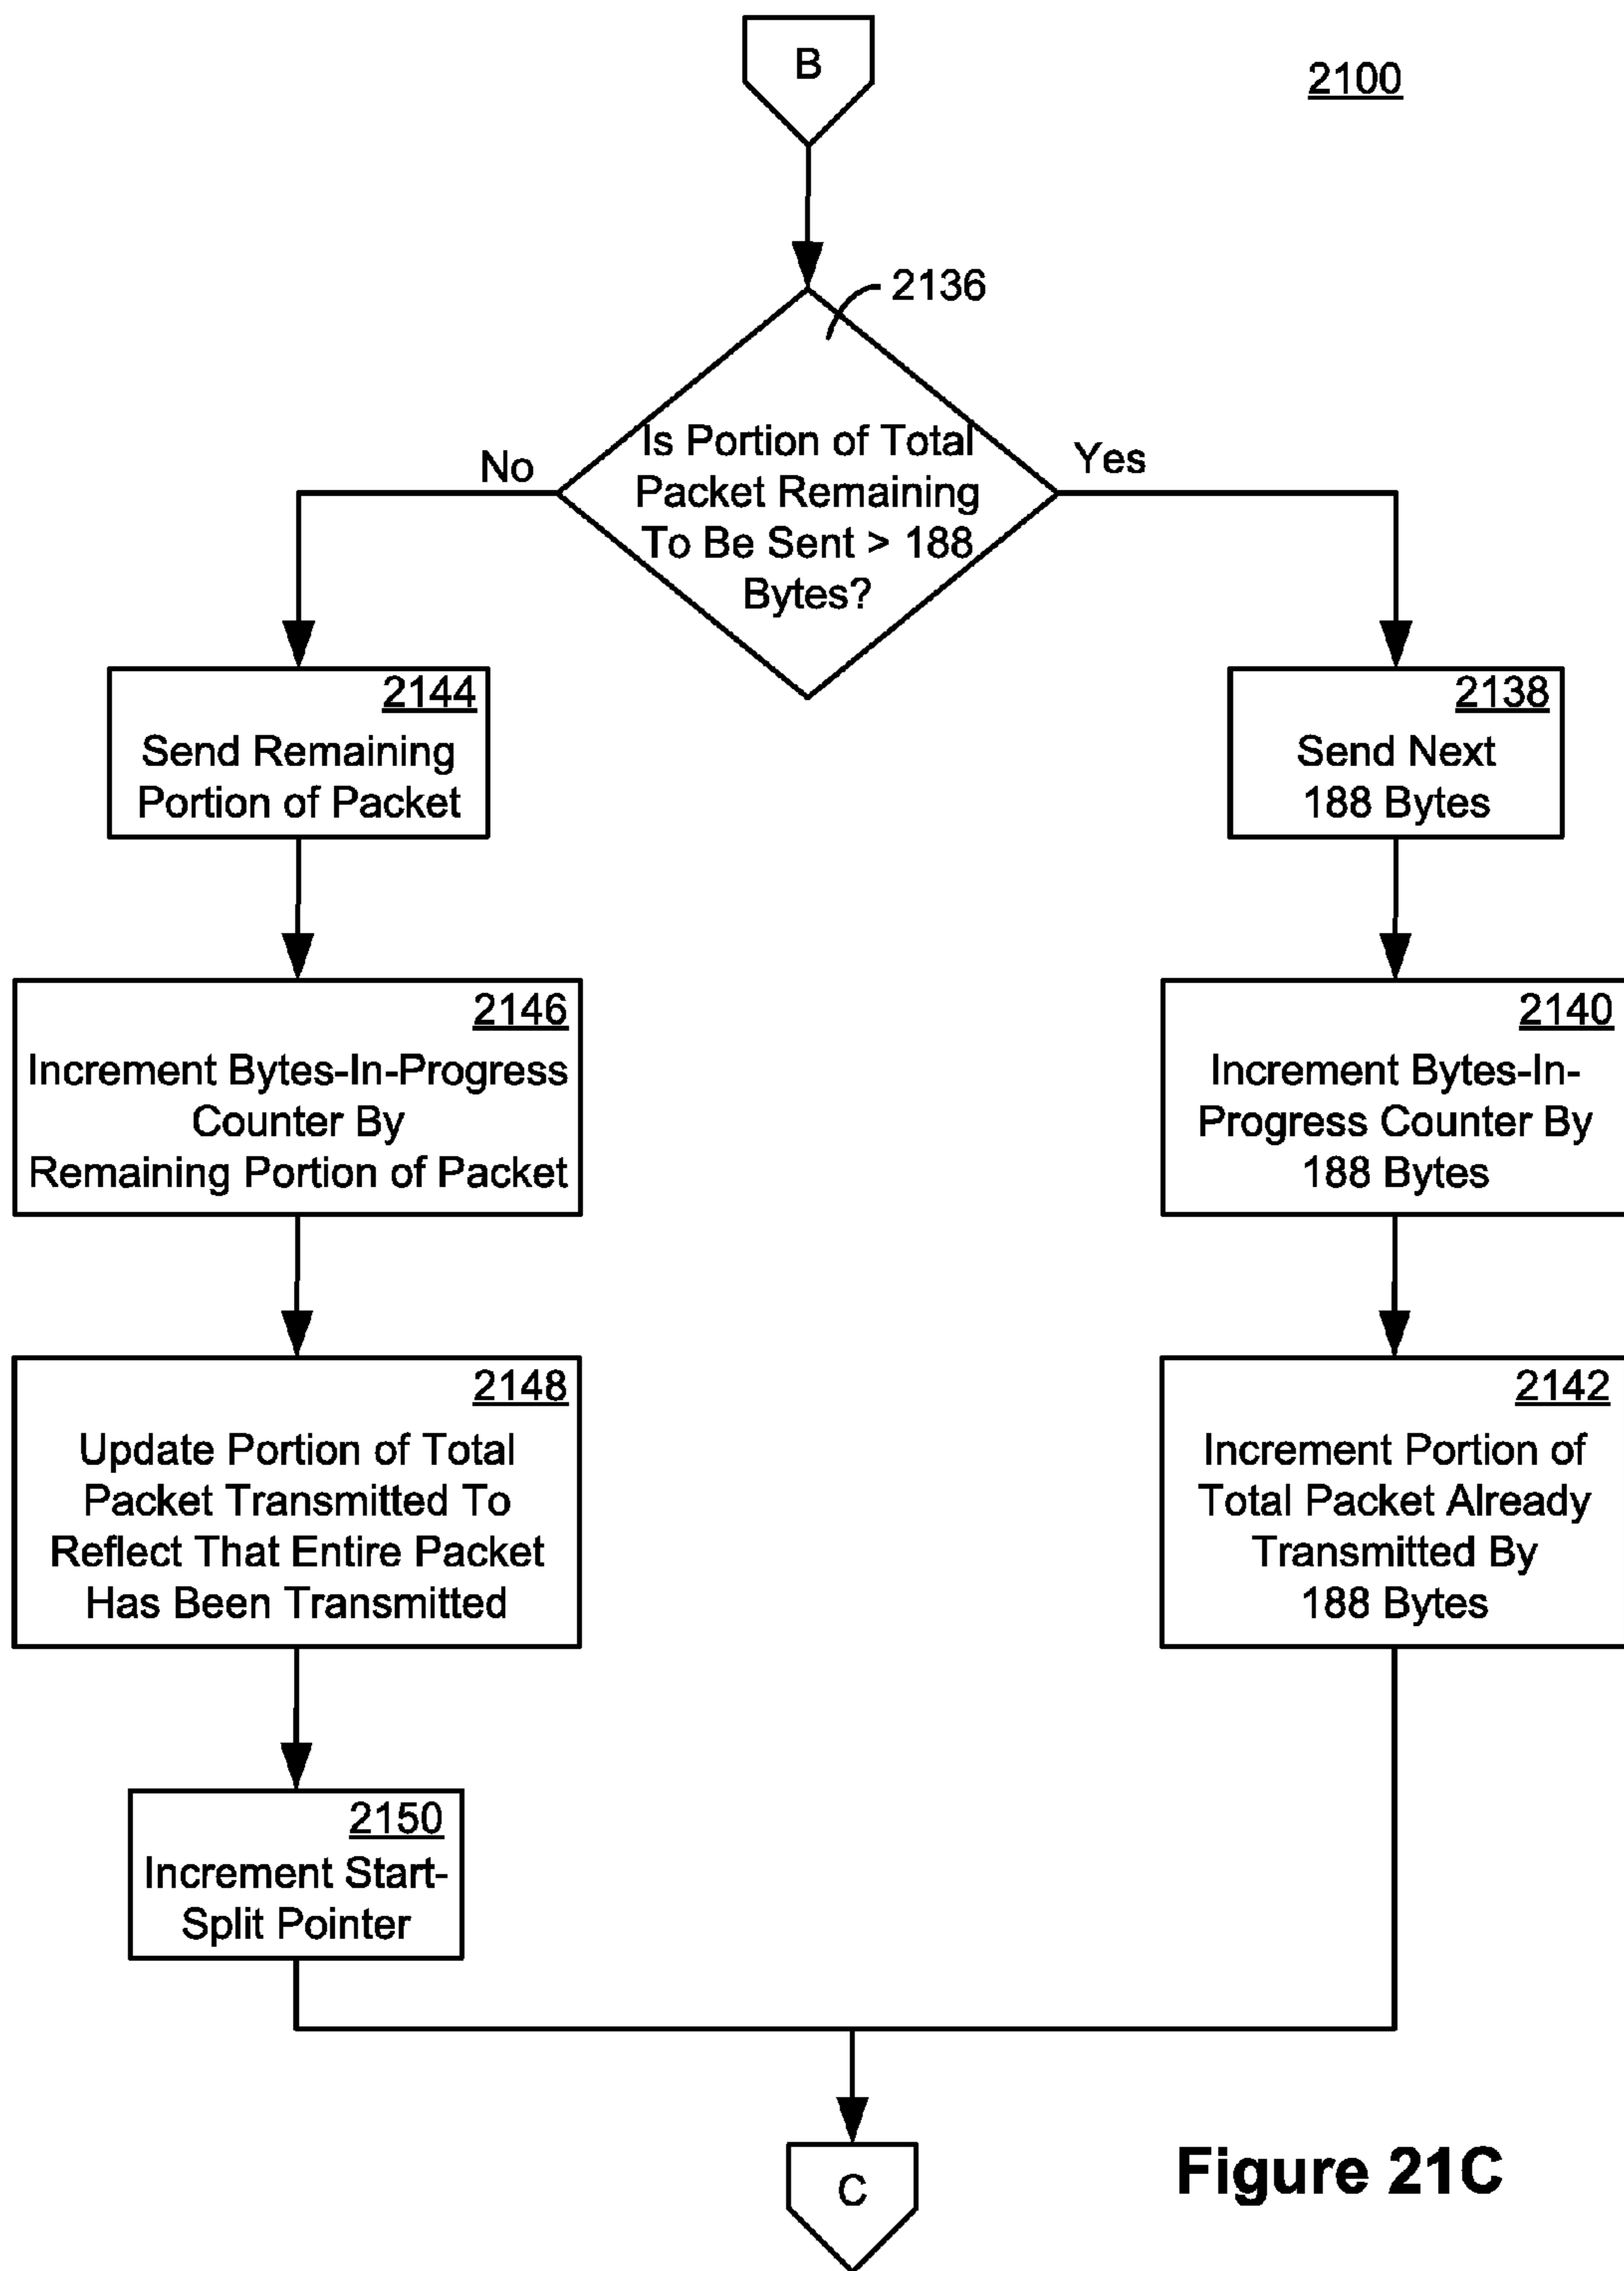 B
2100
2136
Is Portion of Total
Packet Remaining
To Be Sent > 188
Bytes?
No
Yes
2144
Send Remaining
Portion of Packet
2138
Send Next
188 Bytes
2146
Increment Bytes-In-Progress
Counter By
Remaining Portion of Packet
2140
Increment Bytes-In-
Progress Counter By
188 Bytes
2148
Update Portion of Total
Packet Transmitted To
Reflect That Entire Packet
Has Been Transmitted
2142
Increment Portion of
Total Packet Already
Transmitted By
188 Bytes
2150
Increment Start-
Split Pointer
C
Figure 21C